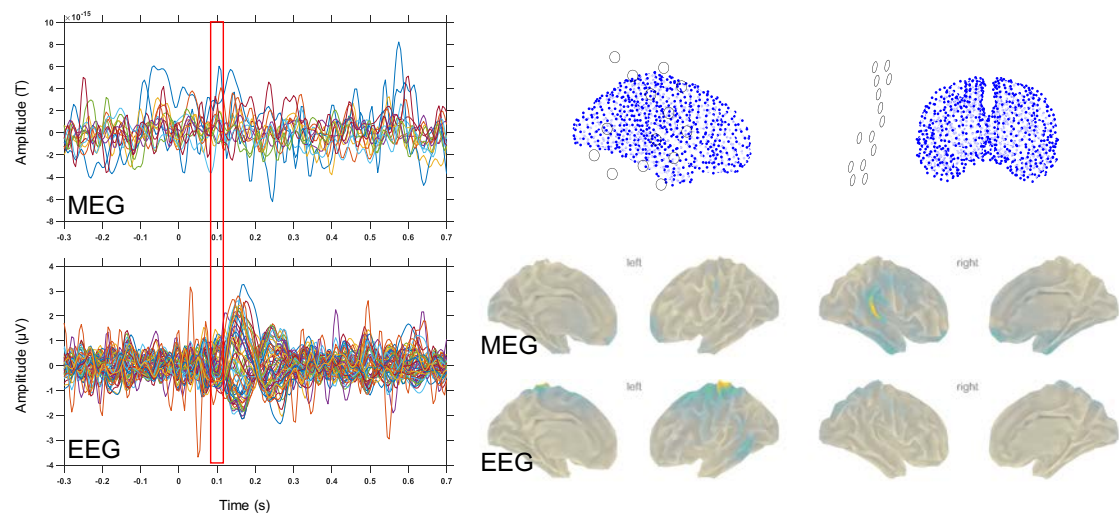 ×10-15
10
8
6
4
2
0
-2
-4
-6
-8
Amplitude (T)
MEG
-0.3 -0.2 -0.1 0 0.1 0.2 0.3 0.4 0.5 0.6 0.7
4
3
2
1
0
-1
-2
-3
-4
Amplitude (μV)
EEG
-0.3 -0.2 -0.1 0 0.1 0.2 0.3 0.4 0.5 0.6 0.7
Time (s)
left right
MEG
left right
EEG